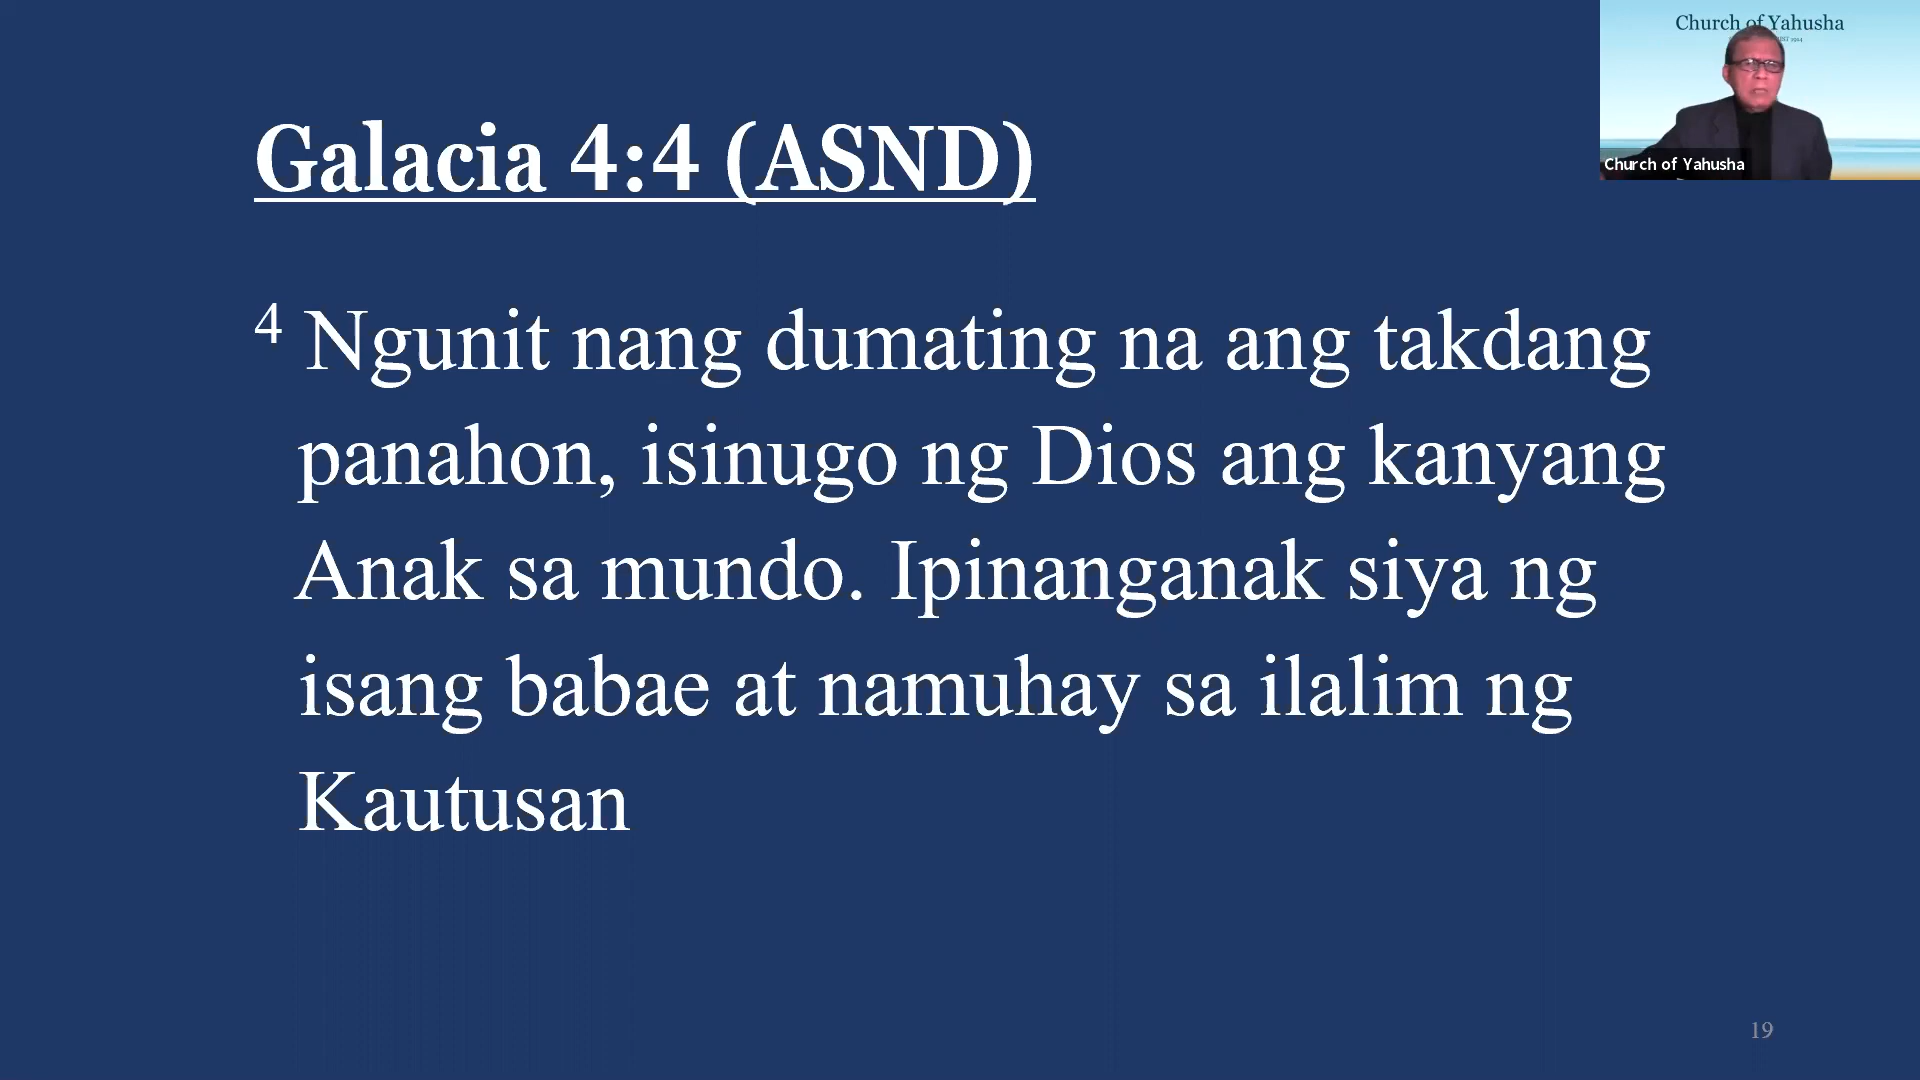 Church of Yahusha
Galacia 4:4 (ASND)
Church of Yahusha
4 Ngunit nang dumating na ang takdang
panahon, isinugo ng Dios ang kanyang
Anak sa mundo. Ipinanganak siya ng
isang babae at namuhay sa ilalim ng
Kautusan
19